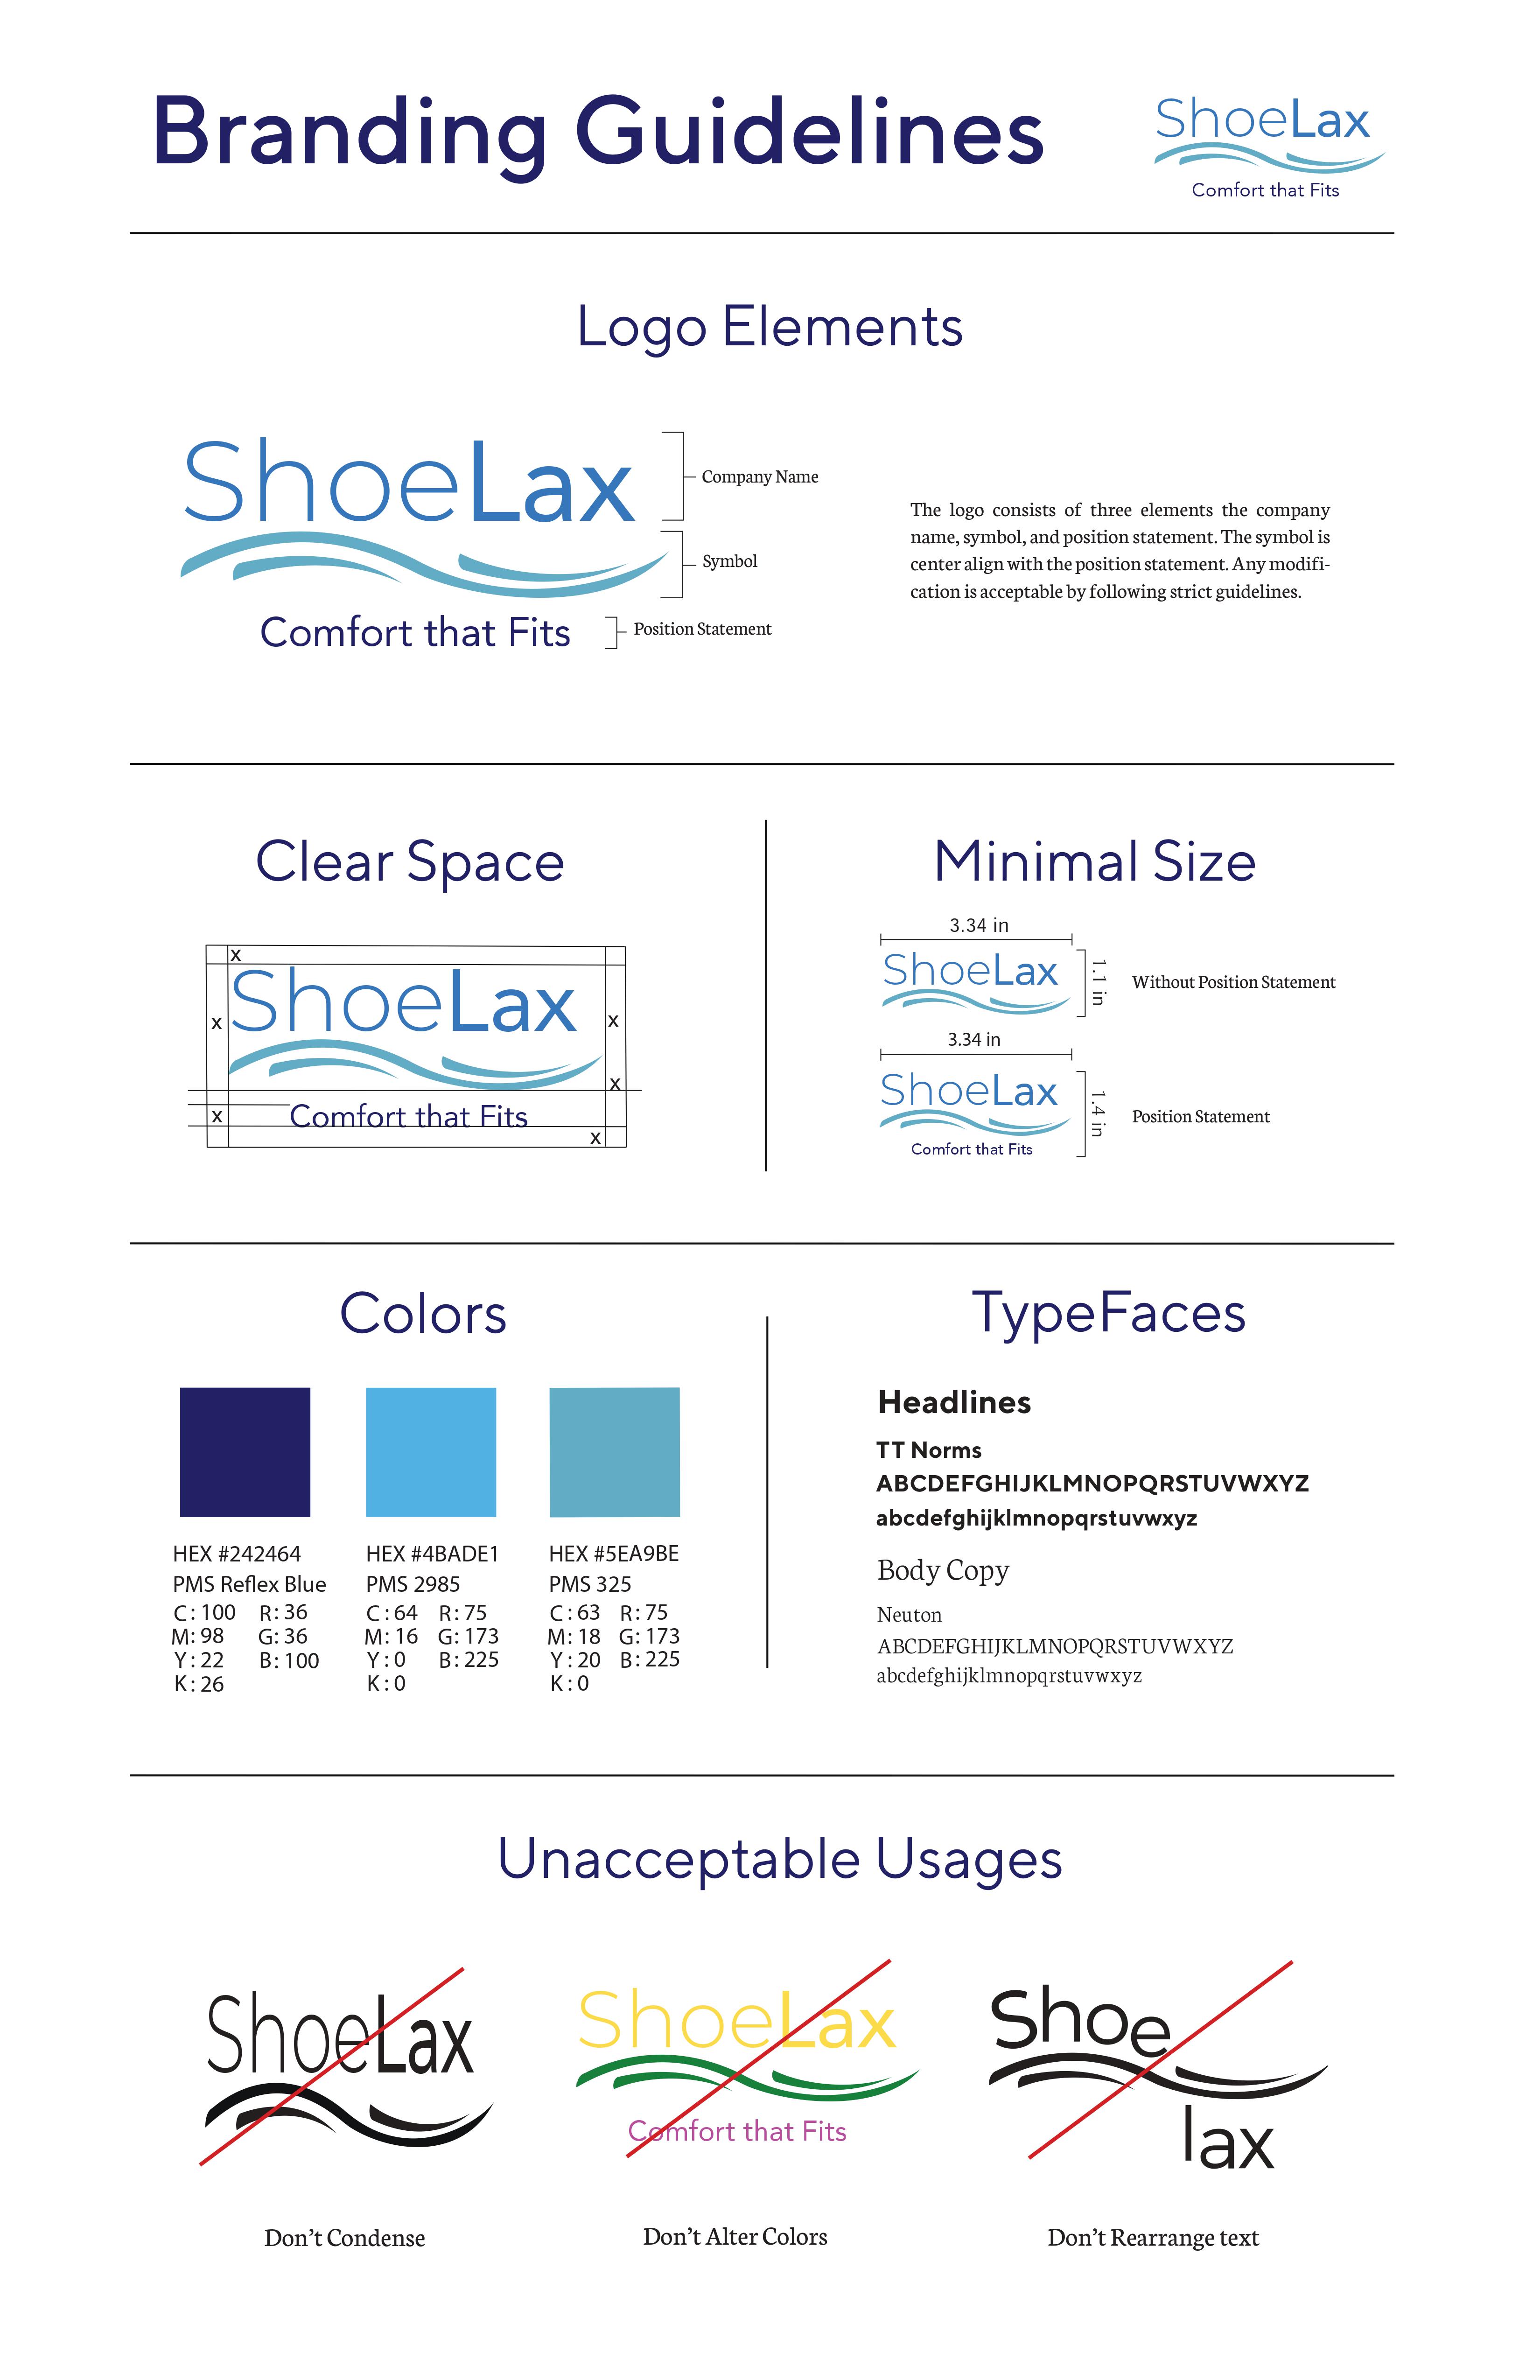 Branding Guidelines
ShoeLax
Comfort that Fits
Logo Elements
ShoeLax
Comfort that Fits
Company Name
Symbol
Position Statement
The logo consists of three elements the company
name, symbol, and position statement. The symbol is
center align with the position statement. Any modifi-
cation is acceptable by following strict guidelines.
Clear Space
x
ShoeLax
x
x
x
x
Comfort that Fits
x
Minimal Size
3.34 in
ShoeLax
1.1 in
Without Position Statement
3.34 in
ShoeLax
Comfort that Fits
1.4 in
Position Statement
Colors
HEX #242464
PMS Reflex Blue
C: 100 R: 36
M: 98 G: 36
Y: 22 B: 100
K: 26
HEX #4BADE1
PMS 2985
C: 64 R: 75
M: 16 G: 173
Y: 0 B: 225
K: 0
HEX #5EA9BE
PMS 325
C: 63 R: 75
M: 18 G: 173
Y: 20 B: 225
K: 0
TypeFaces
Headlines
TT Norms
ABCDEFGHIJKLMNOPQRSTUVWXYZ
abcdefghijklmnopqrstuvwxyz
Body Copy
Neuton
ABCDEFGHIJKLMNOPQRSTUVWXYZ
abcdefghijklmnopqrstuvwxyz
Unacceptable Usages
ShoeLax
Don’t Condense
ShoeLax
Comfort that Fits
Don’t Alter Colors
Shoe
lax
Don’t Rearrange text